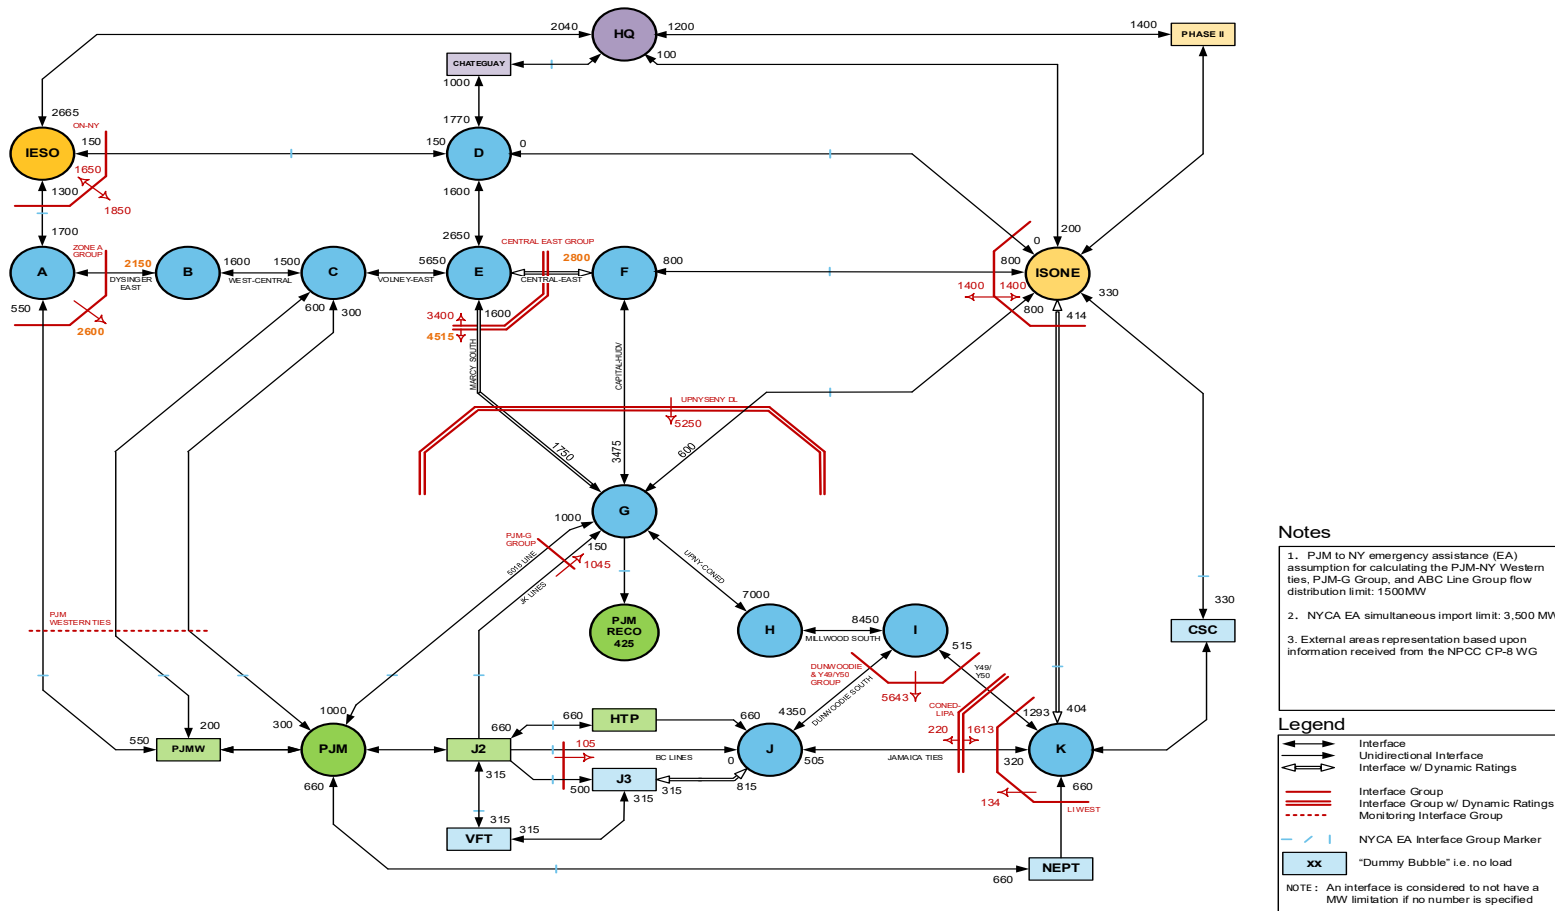 2040
HQ
1200
1400
PHASE II
100
CHATEGUAY
1000
2665
ON-NY
150
IESO
1650
1300
1850
1770
150
D
0
1600
200
0
1700
ZONE A
GROUP
A
2150
DYSINGER
EAST
B
1600
WEST-CENTRAL
1500
C
5650
VOLNEY-EAST
2650
E
CENTRAL EAST GROUP
2800
CENTRAL-EAST
F
800
800
ISONE
550
2600
600
300
3400
4515
1600
1400
1400
800
414
330
MARCY SOUTH
CAPITAL-HUDV
UPNYSENY DL
5250
1750
3475
600
G
1000
150
PJM-G
GROUP
1045
5018 LINE
JK LINES
UPNY-CONED
PJM
WESTERN TIES
PJM
RECO
425
7000
H
8450
MILLWOOD SOUTH
I
515
Y49/
Y50
DUNWOODIE
& Y49/Y50
GROUP
5643
DUNWOODIE SOUTH
CONED-
LIPA
220
1613
1293
404
330
CSC
550
200
PJMW
300
1000
PJM
660
J2
660
660
HTP
660
4350
J
105
BC LINES
0
505
JAMAICA TIES
320
K
660
315
500
J3
315
315
815
134
LI WEST
315
VFT
315
660
NEPT
Notes
1. PJM to NY emergency assistance (EA)
assumption for calculating the PJM-NY Western
ties, PJM-G Group, and ABC Line Group flow
distribution limit: 1500MW
2. NYCA EA simultaneous import limit: 3,500 MW
3. External areas representation based upon
information received from the NPCC CP-8 WG
Legend
Interface
Unidirectional Interface
Interface w/ Dynamic Ratings
Interface Group
Interface Group w/ Dynamic Ratings
Monitoring Interface Group
NYCA EA Interface Group Marker
xx
"Dummy Bubble" i.e. no load
NOTE: An interface is considered to not have a
MW limitation if no number is specified